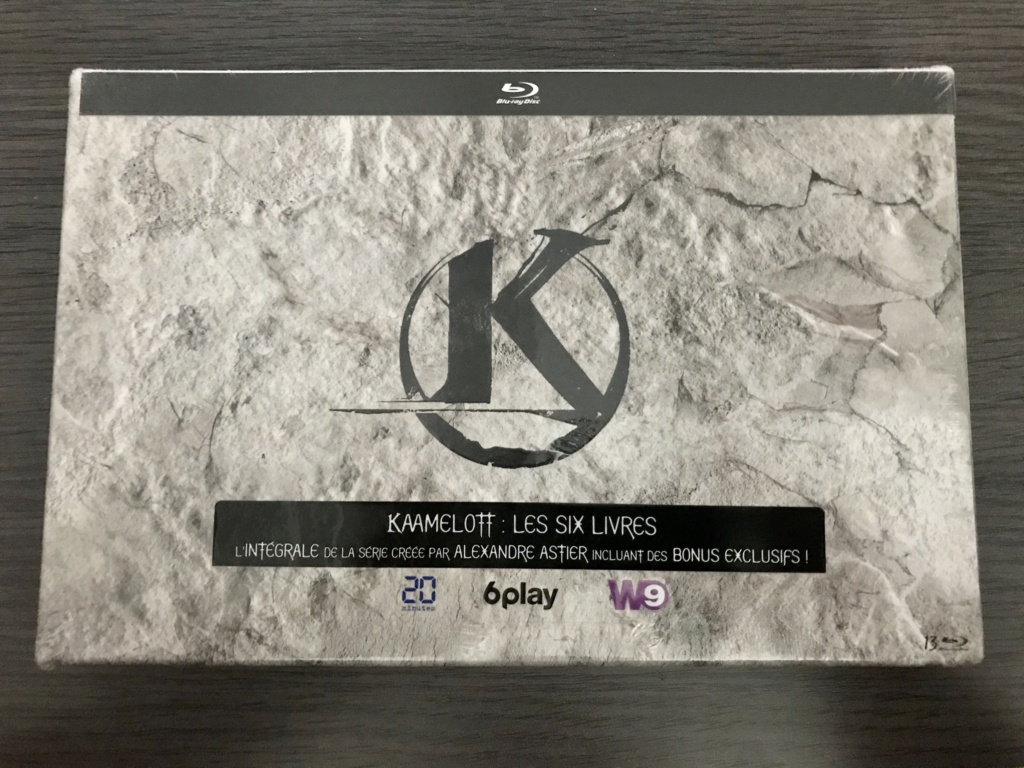 Blu-ray Disc
K
KAAMELOTT : LES SIX LIVRES
L'INTÉGRALE DE LA SÉRIE CRÉÉE PAR ALEXANDRE ASTIER INCLUANT DES BONUS EXCLUSIFS !
20 minutes
6play
W9
13